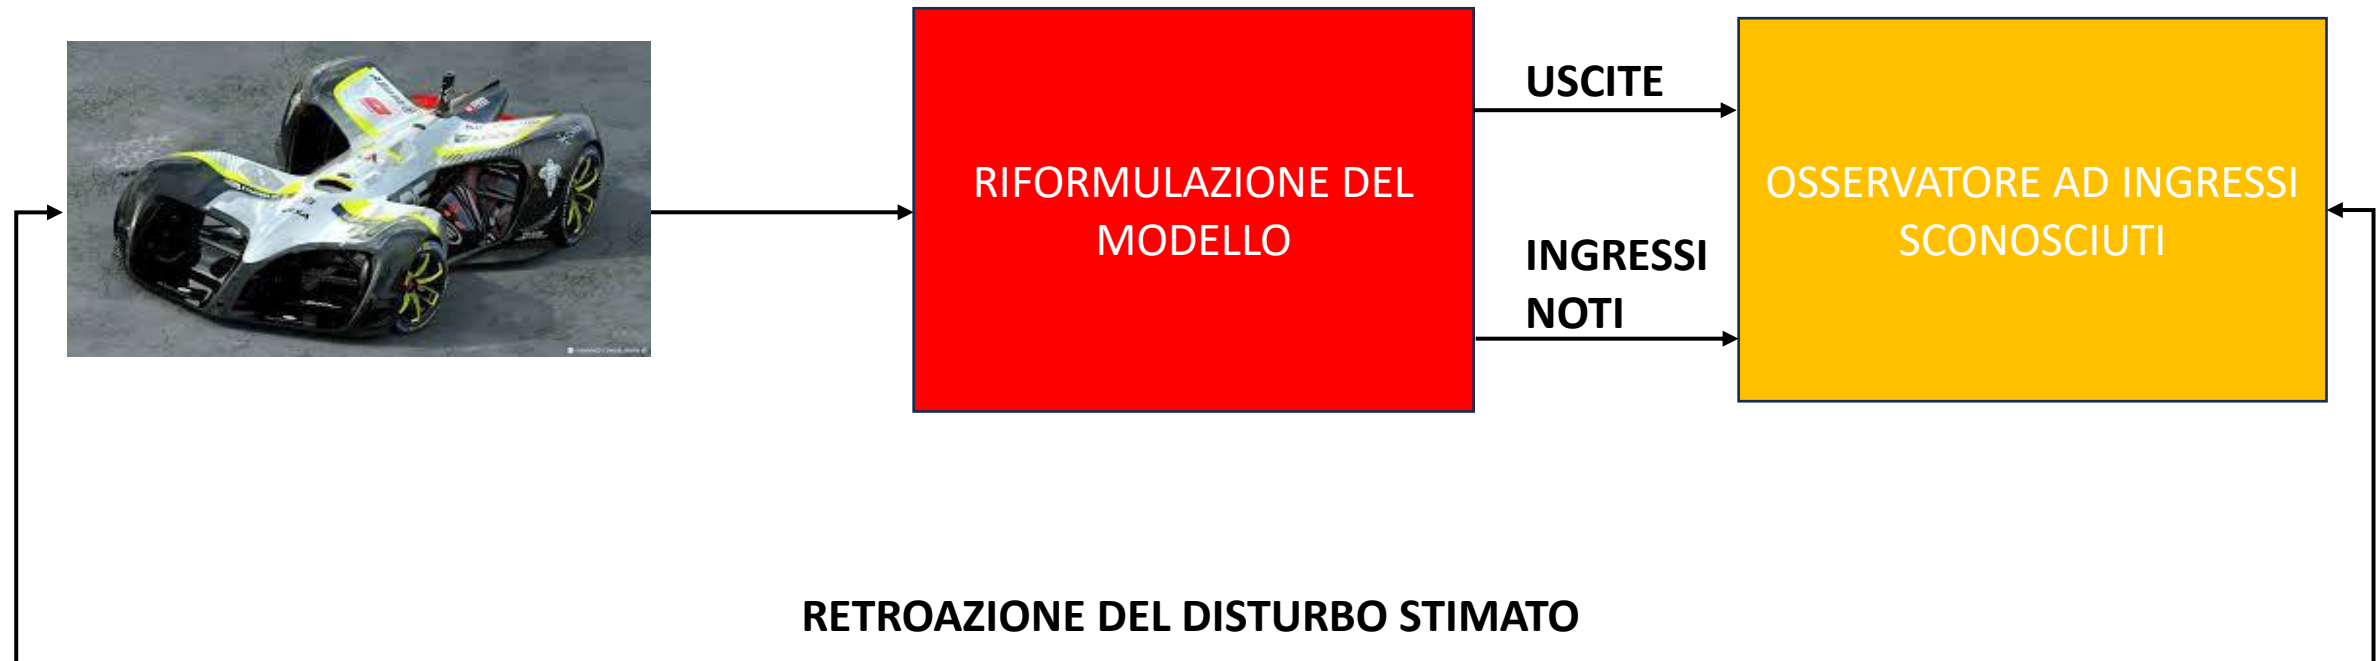 USCITE
RIFORMULAZIONE DEL
MODELLO
OSSERVATORE AD INGRESSI
SCONOSCIUTI
INGRESSI
NOTI
RETROAZIONE DEL DISTURBO STIMATO